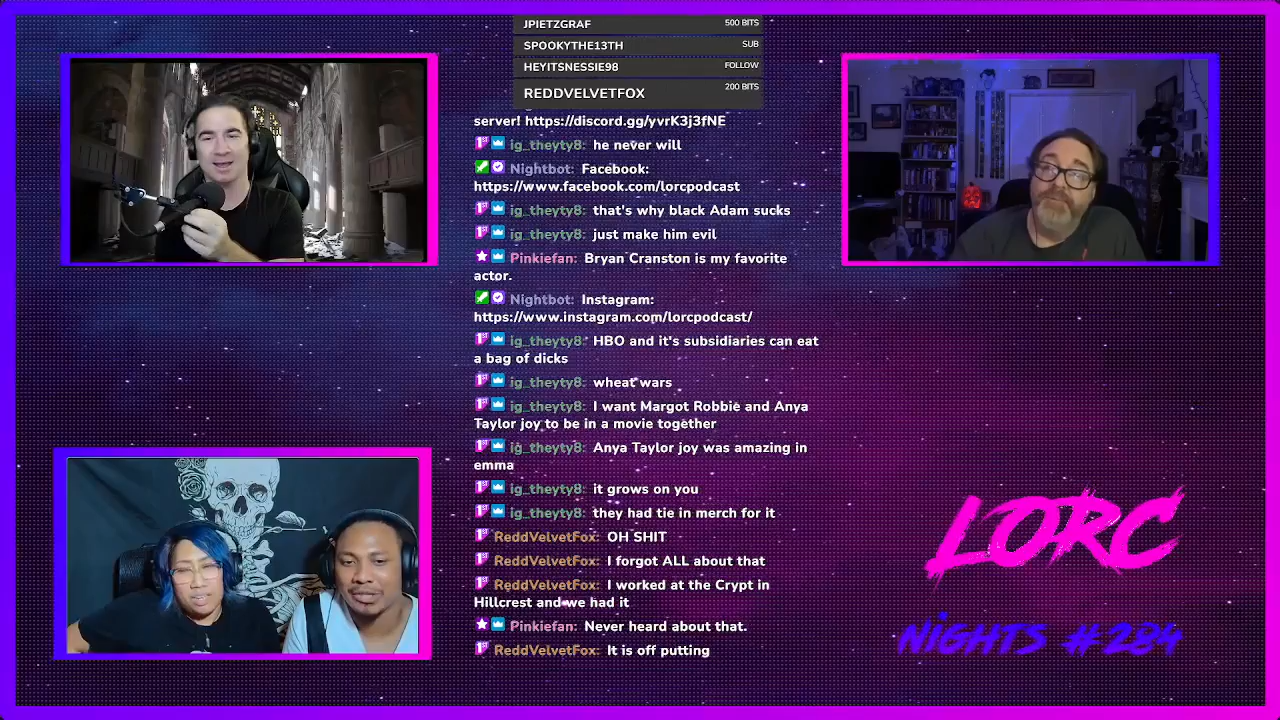 JPIETZGRAF 500 BITS
SPOOKYTHE13TH SUB
HEYITSNESSIE98 FOLLOW
REDDVELVETFOX 200 BITS
server! https://discord.gg/yvrK3j3fNE
ig_theyty8: he never will
Nightbot: Facebook:
https://www.facebook.com/lorcpodcast
ig_theyty8: that's why black Adam sucks
ig_theyty8: just make him evil
Pinkiefan: Bryan Cranston is my favorite
actor.
Nightbot: Instagram:
https://www.instagram.com/lorcpodcast/
ig_theyty8: HBO and it's subsidiaries can eat
a bag of dicks
ig_theyty8: wheat wars
ig_theyty8: I want Margot Robbie and Anya
Taylor joy to be in a movie together
ig_theyty8: Anya Taylor joy was amazing in
emma
ig_theyty8: it grows on you
ig_theyty8: they had tie in merch for it
ReddVelvetFox: OH SHIT
ReddVelvetFox: I forgot ALL about that
ReddVelvetFox: I worked at the Crypt in
Hillcrest and we had it
Pinkiefan: Never heard about that.
ReddVelvetFox: It is off putting
LORC
NIGHTS #284